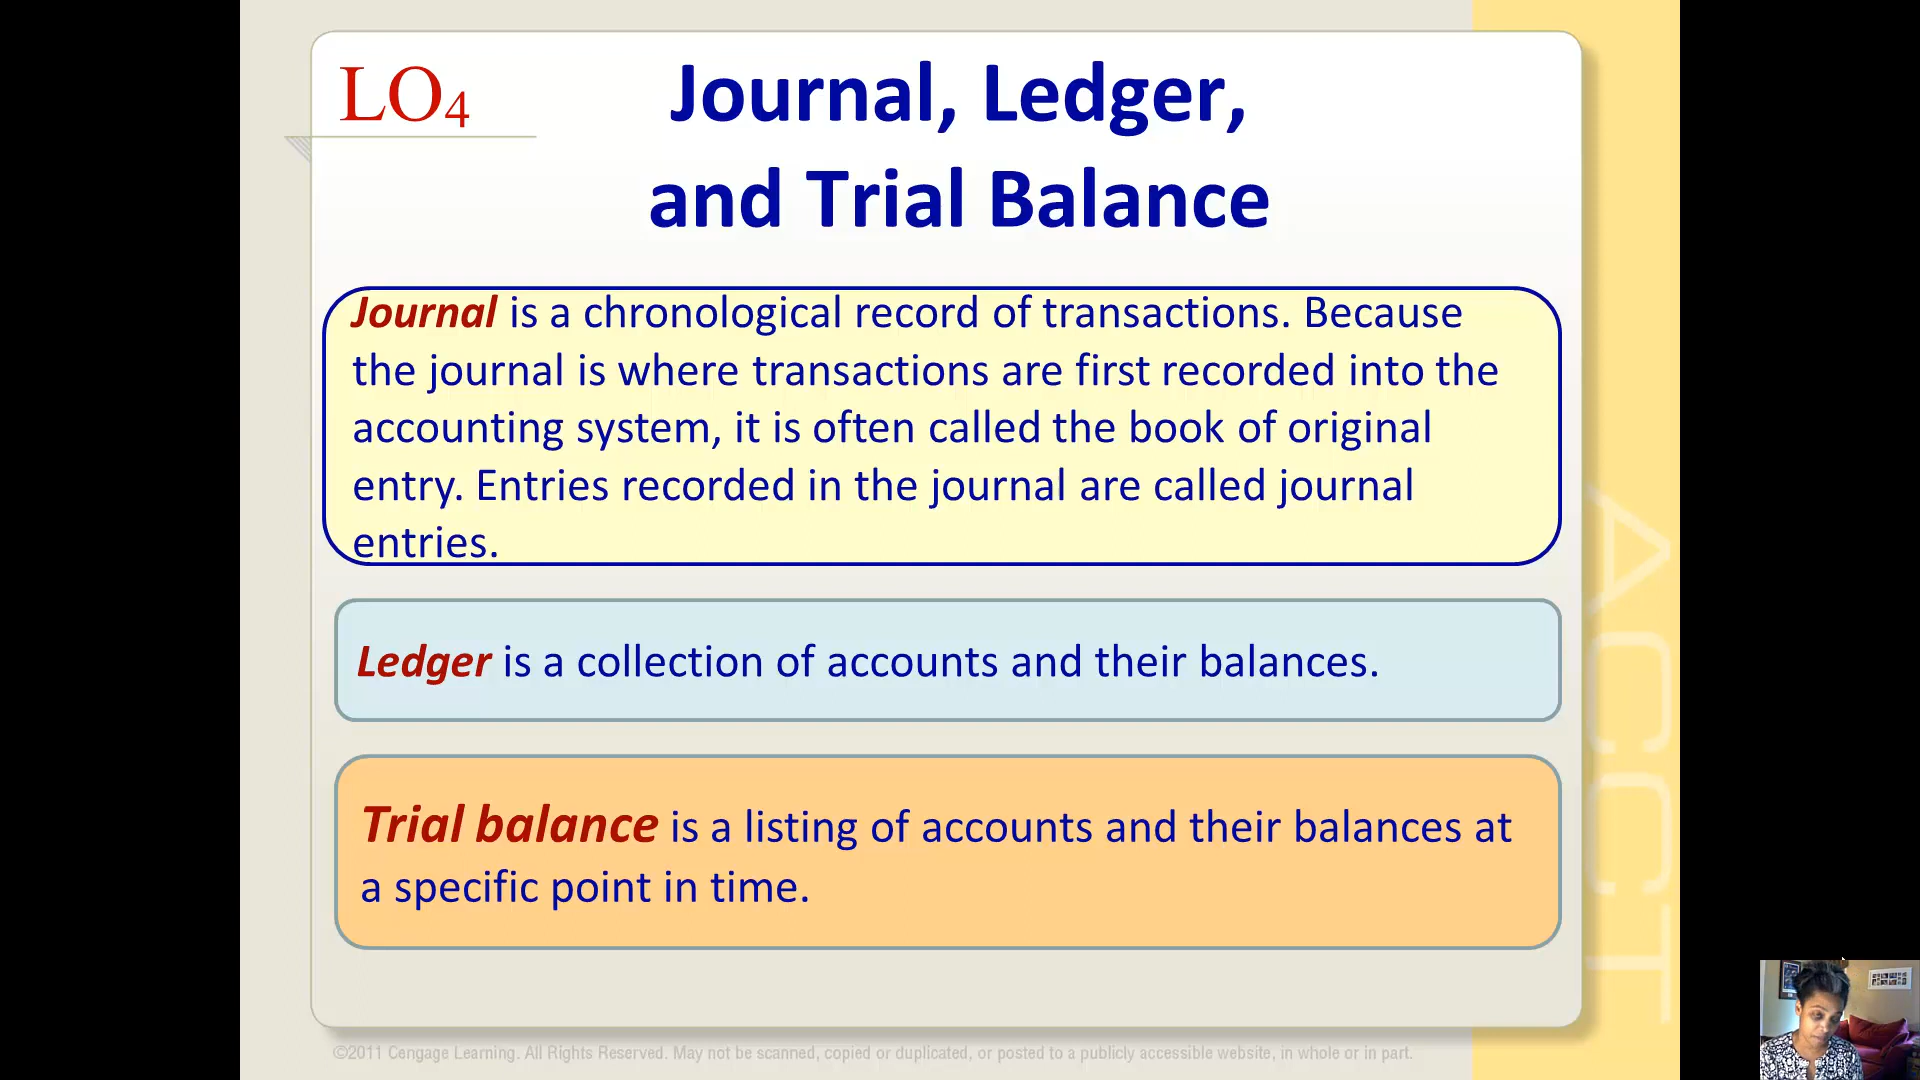 LO4
Journal, Ledger,
and Trial Balance
Journal is a chronological record of transactions. Because
the journal is where transactions are first recorded into the
accounting system, it is often called the book of original
entry. Entries recorded in the journal are called journal
entries.
Ledger is a collection of accounts and their balances.
Trial balance is a listing of accounts and their balances at
a specific point in time.
ACCT
©2011 Cengage Learning. All Rights Reserved. May not be scanned, copied or duplicated, or posted to a publicly accessible website, in whole or in part.